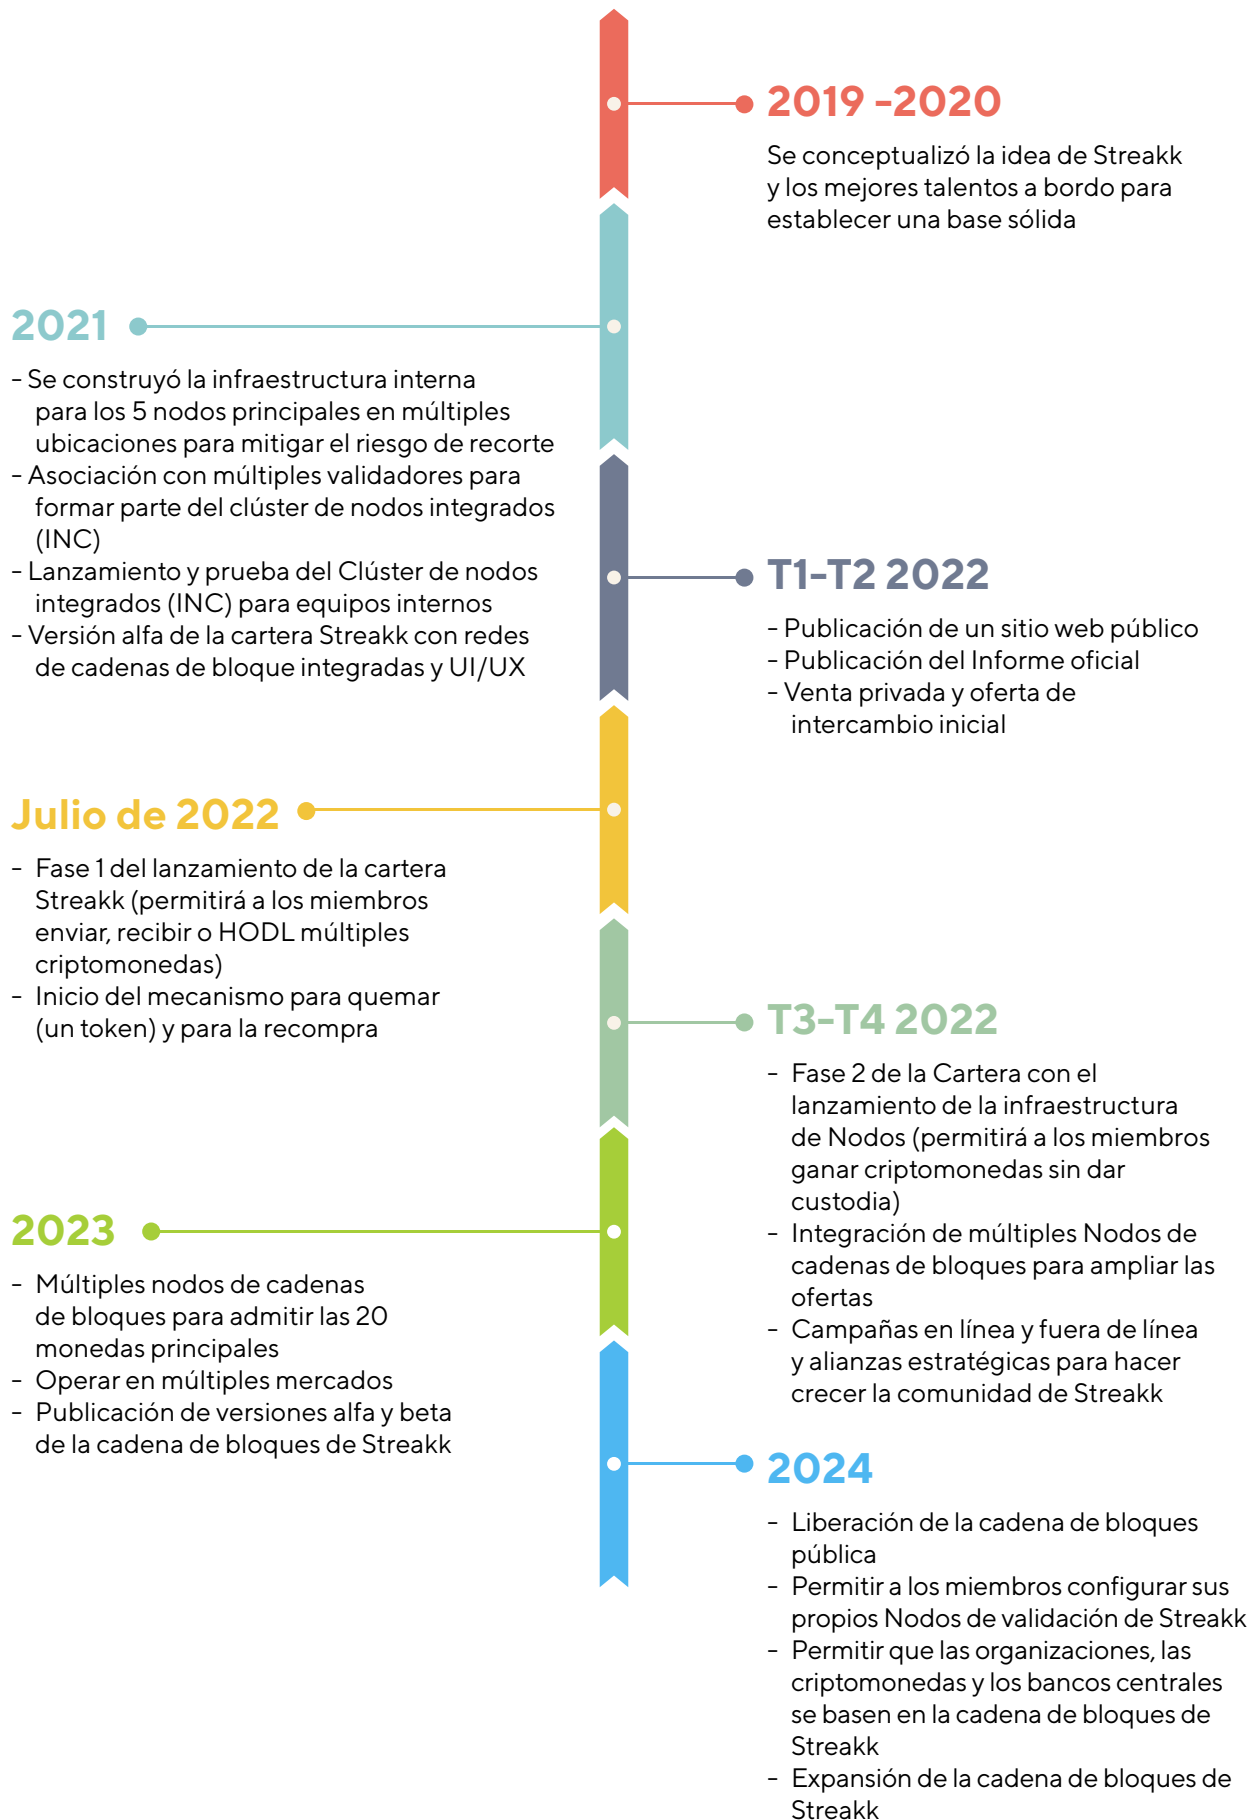 2019 -2020
Se conceptualizó la idea de Streakk
y los mejores talentos a bordo para
establecer una base sólida
2021
- Se construyó la infraestructura interna
para los 5 nodos principales en múltiples
ubicaciones para mitigar el riesgo de recorte
- Asociación con múltiples validadores para
formar parte del clúster de nodos integrados
(INC)
- Lanzamiento y prueba del Clúster de nodos
integrados (INC) para equipos internos
- Versión alfa de la cartera Streakk con redes
de cadenas de bloque integradas y UI/UX
T1-T2 2022
- Publicación de un sitio web público
- Publicación del Informe oficial
- Venta privada y oferta de
intercambio inicial
Julio de 2022
- Fase 1 del lanzamiento de la cartera
Streakk (permitirá a los miembros
enviar, recibir o HODL múltiples
criptomonedas)
- Inicio del mecanismo para quemar
(un token) y para la recompra
T3-T4 2022
- Fase 2 de la Cartera con el
lanzamiento de la infraestructura
de Nodos (permitirá a los miembros
ganar criptomonedas sin dar
custodia)
- Integración de múltiples Nodos de
cadenas de bloques para ampliar las
ofertas
- Campañas en línea y fuera de línea
y alianzas estratégicas para hacer
crecer la comunidad de Streakk
2023
- Múltiples nodos de cadenas
de bloques para admitir las 20
monedas principales
- Operar en múltiples mercados
- Publicación de versiones alfa y beta
de la cadena de bloques de Streakk
2024
- Liberación de la cadena de bloques
pública
- Permitir a los miembros configurar sus
propios Nodos de validación de Streakk
- Permitir que las organizaciones, las
criptomonedas y los bancos centrales
se basen en la cadena de bloques de
Streakk
- Expansión de la cadena de bloques de
Streakk